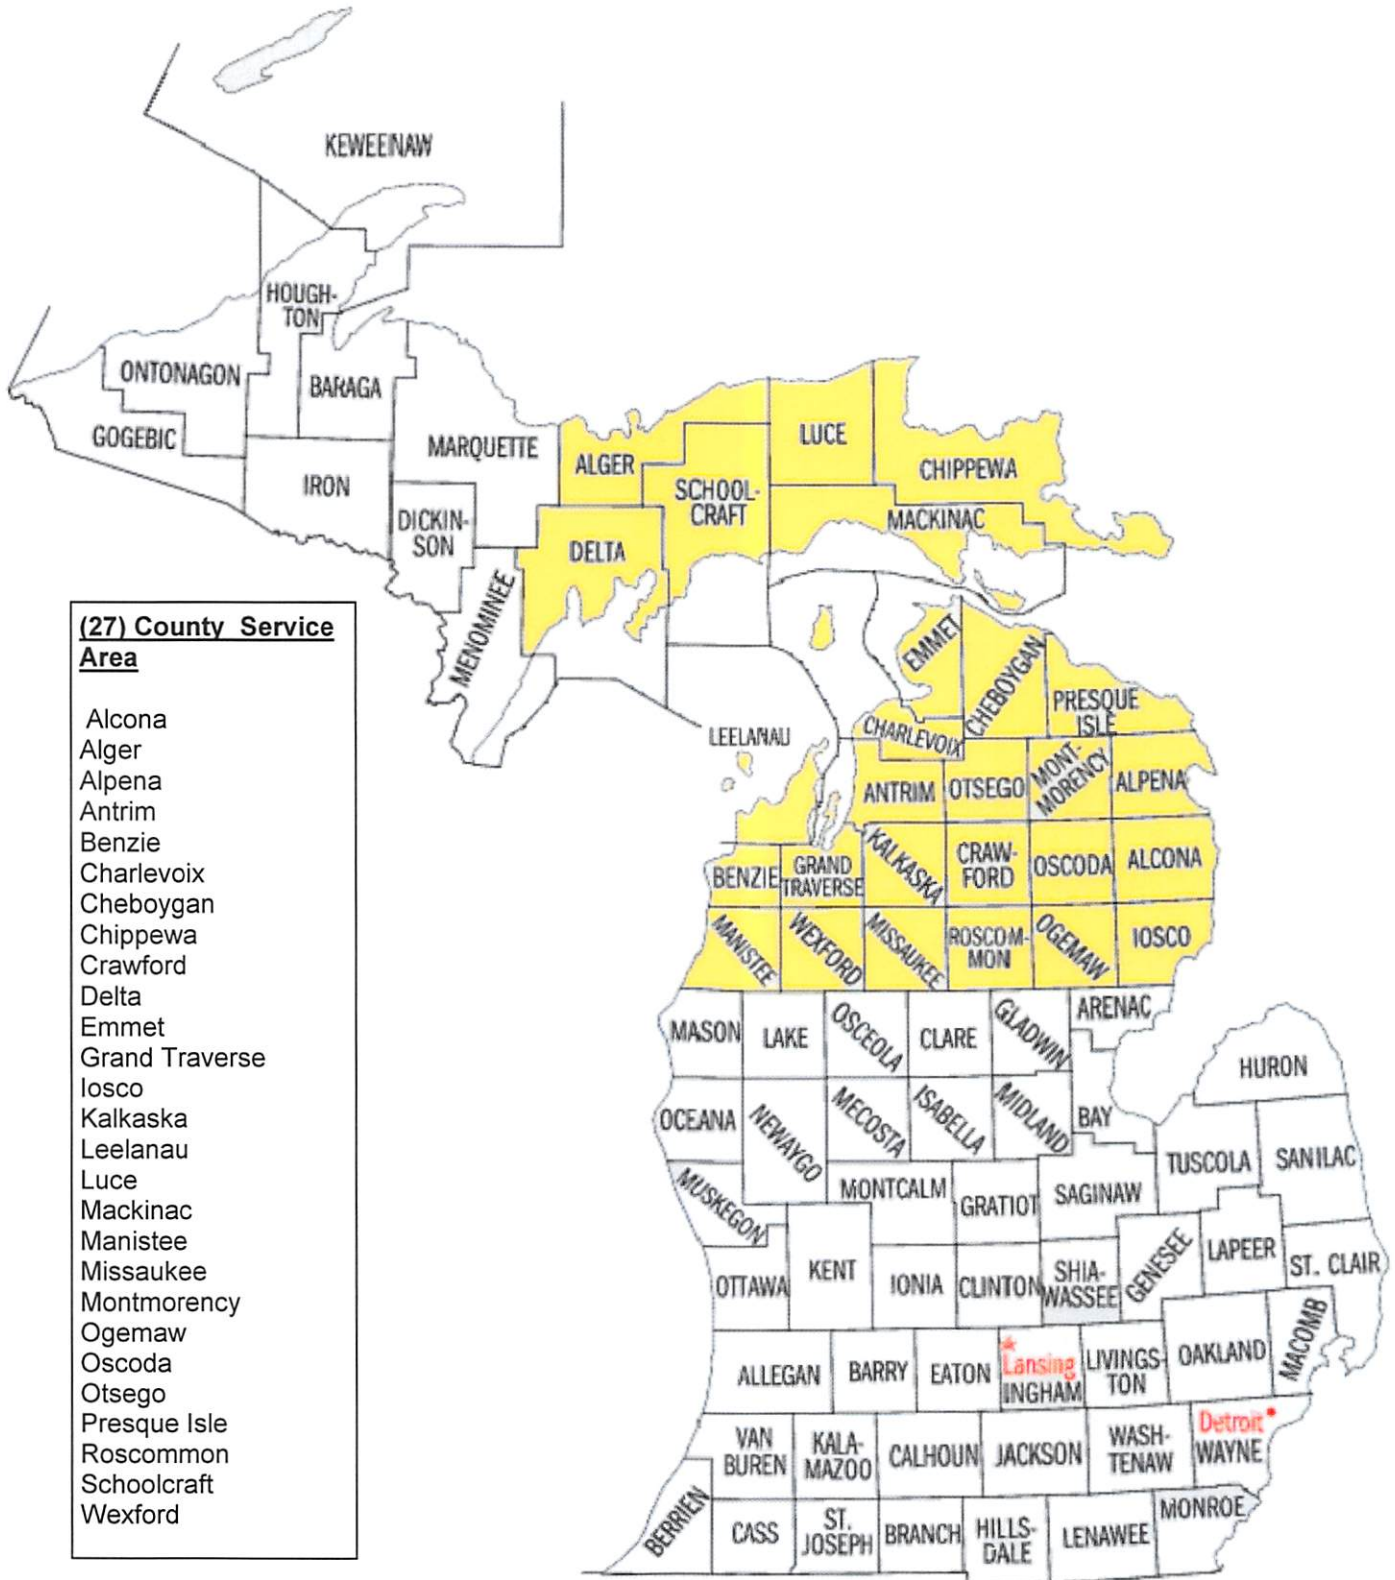 KEWEENAW
HOUGH-
TON
ONTONAGON
BARAGA
GOGEBIC
MARQUETTE
IRON
DICKIN-
SON
MENOMINEE
ALGER
LUCE
CHIPPEWA
SCHOOL-
CRAFT
MACKINAC
DELTA
(27) County Service
Area
Alcona
Alger
Alpena
Antrim
Benzie
Charlevoix
Cheboygan
Chippewa
Crawford
Delta
Emmet
Grand Traverse
Iosco
Kalkaska
Leelanau
Luce
Mackinac
Manistee
Missaukee
Montmorency
Ogemaw
Oscoda
Otsego
Presque Isle
Roscommon
Schoolcraft
Wexford
EMMET
CHEBOYGAN
PRESQUE
ISLE
LEELANAU
CHARLEVOIX
ANTRIM
OTSEGO
MONT-
MORENCY
ALPENA
BENZIE
GRAND
TRAVERSE
KALKASKA
CRAW-
FORD
OSCODA
ALCONA
MANISTEE
WEXFORD
MISSAUKEE
ROSCOM-
MON
OGEMAW
IOSCO
MASON
LAKE
OSCEOLA
CLARE
GLADWIN
ARENAC
HURON
OCEANA
NEWAYGO
MECOSTA
ISABELLA
MIDLAND
BAY
TUSCOLA
SANILAC
MUSKEGON
MONTCALM
GRATIOT
SAGINAW
OTTAWA
KENT
IONIA
CLINTON
SHIA-
WASSEE
GENESEE
LAPEER
ST. CLAIR
ALLEGAN
BARRY
EATON
*
Lansing
INGHAM
LIVINGS-
TON
OAKLAND
MACOMB
VAN
BUREN
KALA-
MAZOO
CALHOUN
JACKSON
WASH-
TENAW
Detroit*
WAYNE
BERRIEN
CASS
ST.
JOSEPH
BRANCH
HILLS-
DALE
LENAWEE
MONROE